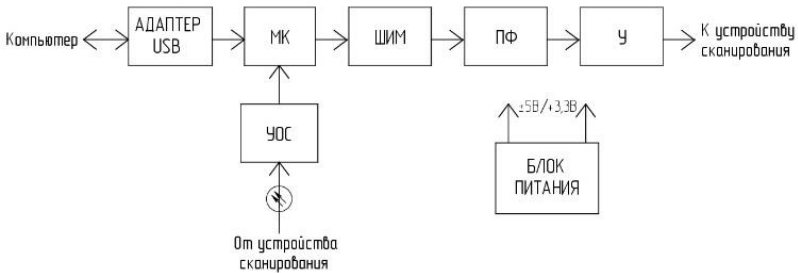 Компьютер
АДАПТЕР
USB
МК
ШИМ
ПФ
У
К устройству
сканирования
УОС
±5В/+3,3В
БЛОК
ПИТАНИЯ
От устройства
сканирования